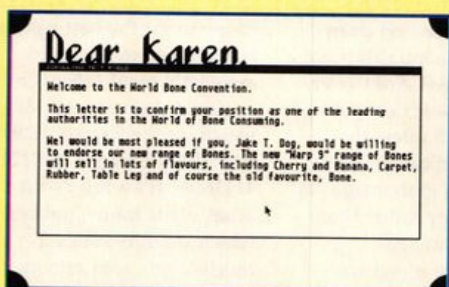 Dear Karen,
Welcome to the World Bone Convention.
This letter is to confirm your position as one of the leading
authorities in the World of Bone Consuming.
Wel would be most pleased if you, Jake T. Dog, would be willing
to endorse our new range of Bones. The new "Warp 9" range of Bones
will sell in lots of flavours, including Cherry and Banana, Carpet,
Rubber, Table Leg and of course the old favourite, Bone.